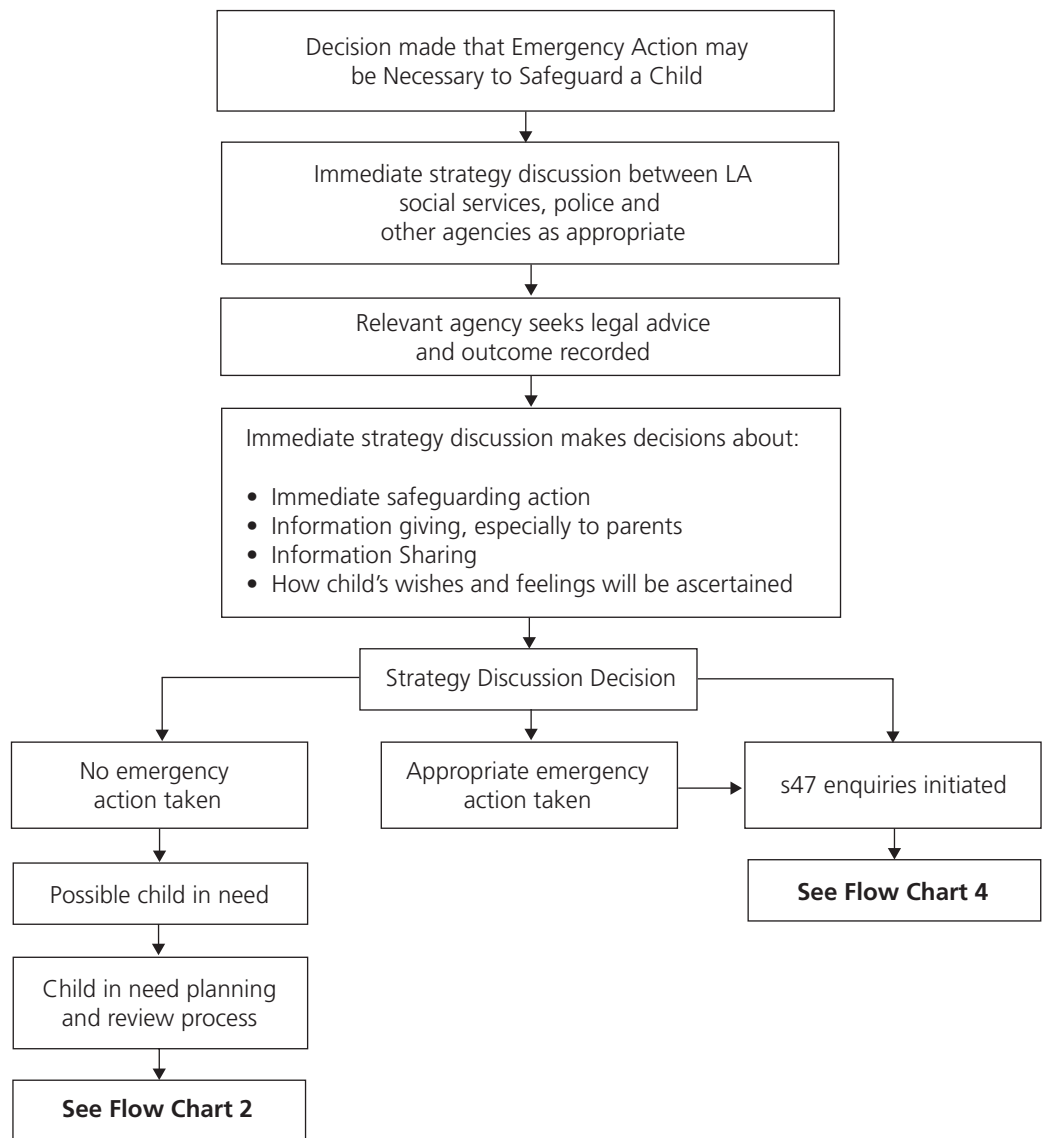 Decision made that Emergency Action may
be Necessary to Safeguard a Child
Immediate strategy discussion between LA
social services, police and
other agencies as appropriate
Relevant agency seeks legal advice
and outcome recorded
Immediate strategy discussion makes decisions about:
• Immediate safeguarding action
• Information giving, especially to parents
• Information Sharing
• How child’s wishes and feelings will be ascertained
Strategy Discussion Decision
No emergency
action taken
Appropriate emergency
action taken
s47 enquiries initiated
Possible child in need
See Flow Chart 4
Child in need planning
and review process
See Flow Chart 2